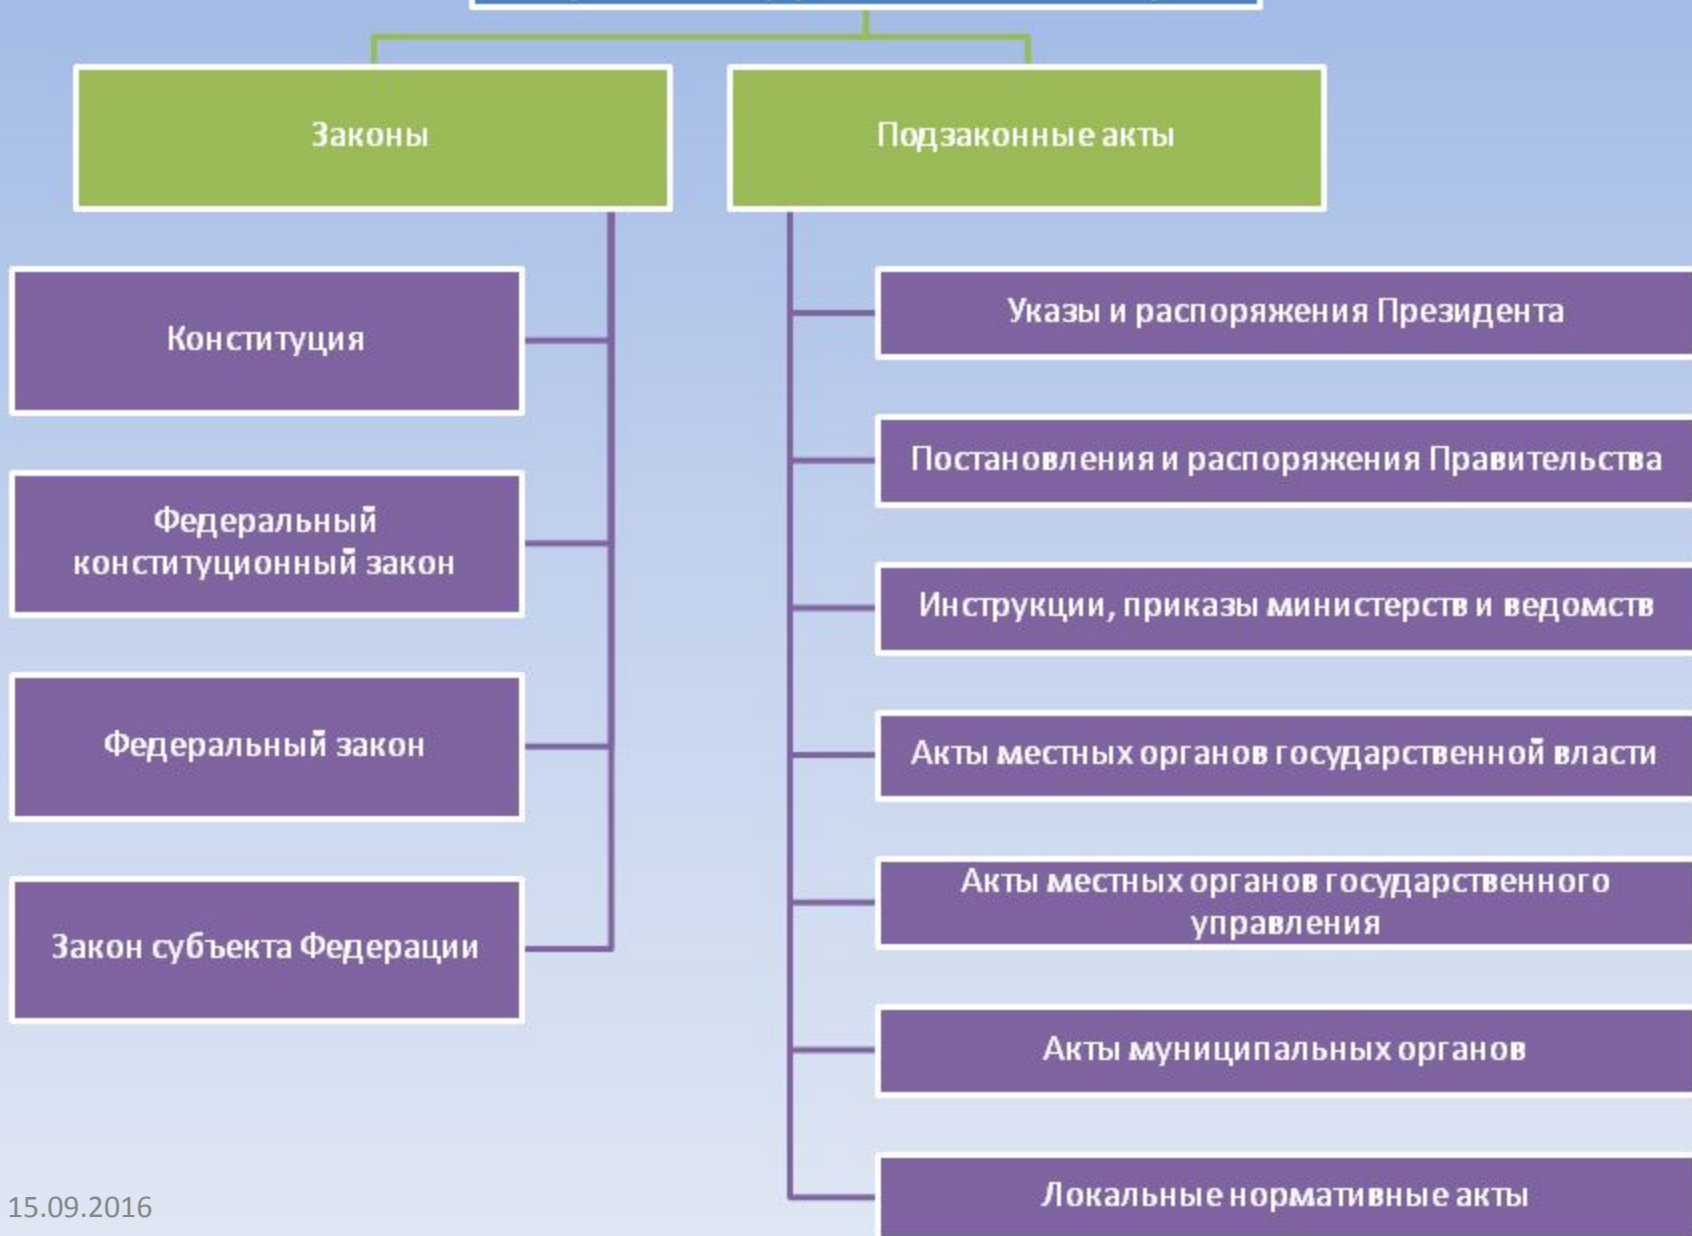 Законы
Подзаконные акты
Конституция
Федеральный
конституционный закон
Федеральный закон
Закон субъекта Федерации
Указы и распоряжения Президента
Постановления и распоряжения Правительства
Инструкции, приказы министерств и ведомств
Акты местных органов государственной власти
Акты местных органов государственного
управления
Акты муниципальных органов
Локальные нормативные акты
15.09.2016